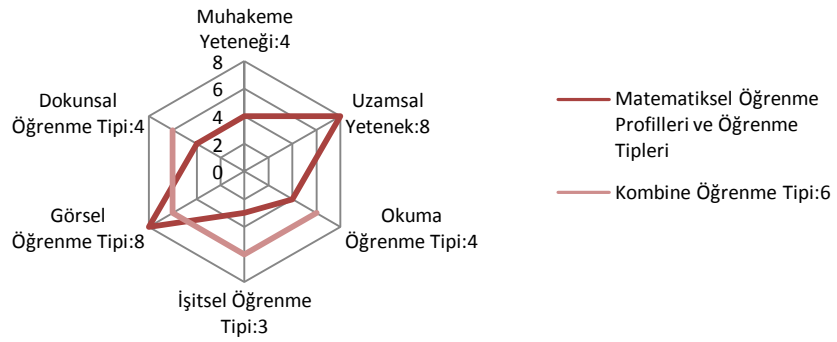 Muhakeme
Yeteneği:4
8
6
4
2
0
Uzamsal
Yetenek:8
Okuma
Öğrenme Tipi:4
İşitsel Öğrenme
Tipi:3
Görsel
Öğrenme Tipi:8
Dokunsal
Öğrenme Tipi:4
Matematiksel Öğrenme
Profilleri ve Öğrenme
Tipleri
Kombine Öğrenme Tipi:6